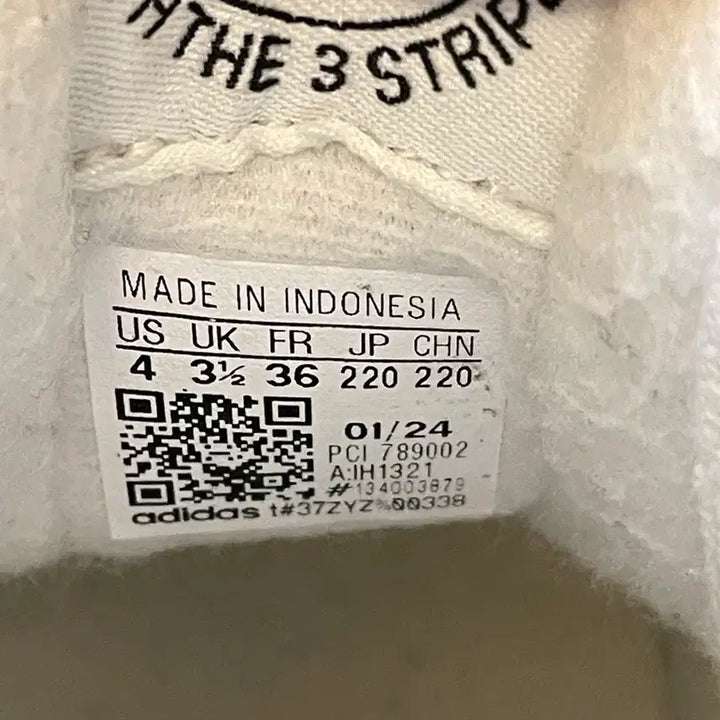 THE 3 STRIP
MADE IN INDONESIA
US UK FR JP CHN
4 3½ 36 220 220
01/24
PCI 789002
A:IH1321
#134003879
adidas t#37ZYZ%00338